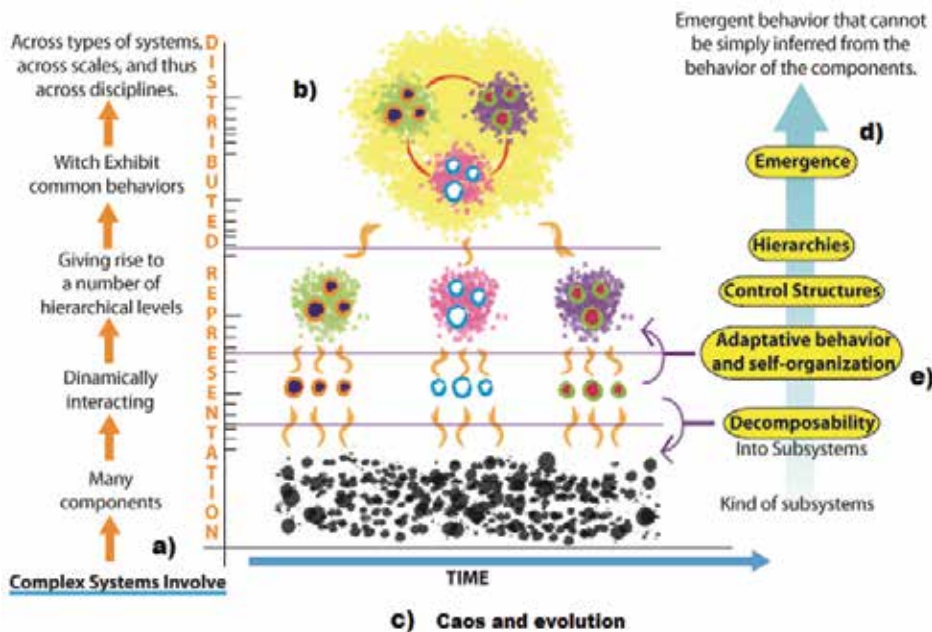 Across types of systems,
across scales, and thus
across disciplines.
Witch Exhibit
common behaviors
Giving rise to
a number of
hierarchical levels
Dinamically
interacting
Many
components
a)
Complex Systems Involve
DISTRIBUTED REPRESENTATION
b)
TIME
c) Caos and evolution
Emergent behavior that cannot
be simply inferred from the
behavior of the components.
d)
Emergence
Hierarchies
Control Structures
Adaptative behavior
and self-organization
e)
Decomposability
Into Subsystems
Kind of subsystems